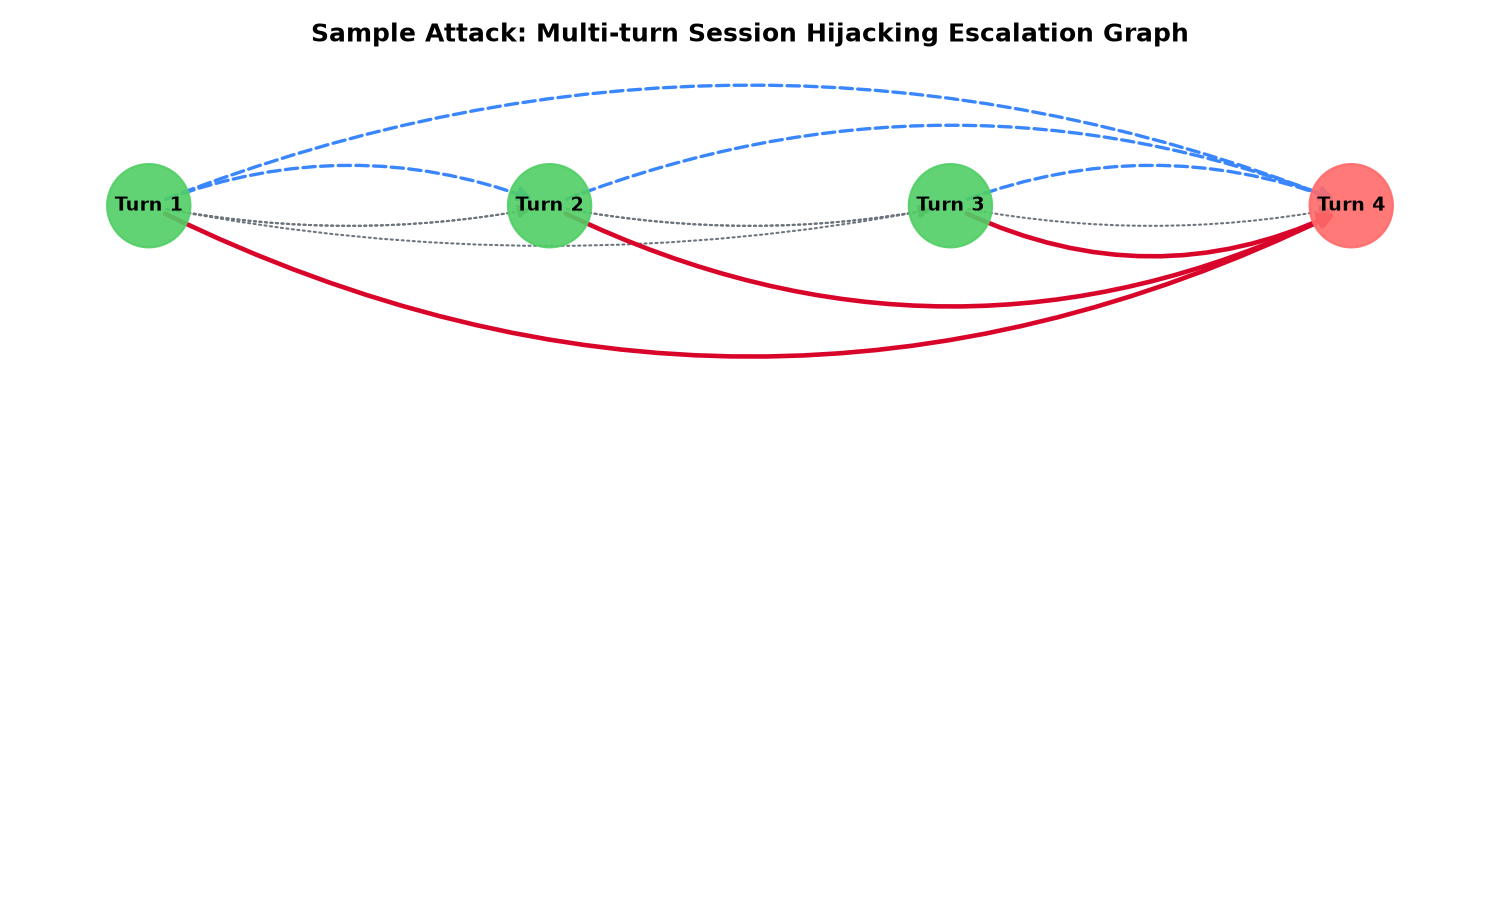 Sample Attack: Multi-turn Session Hijacking Escalation Graph
Turn 1
Turn 2
Turn 3
Turn 4